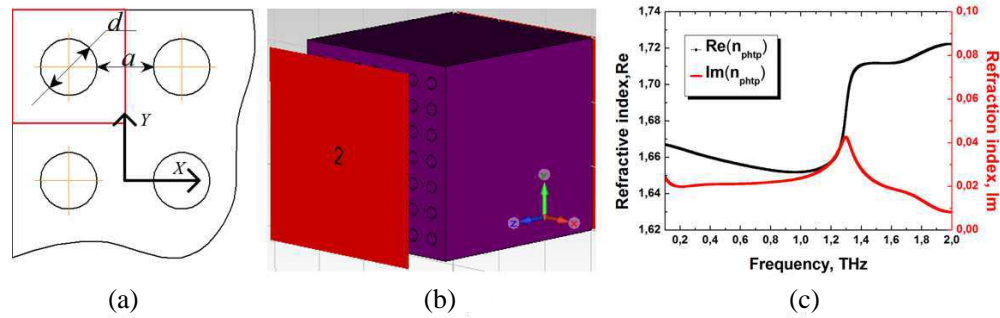 d
a
Y
X
(a)
2
Y
Z
X
(b)
1,74
1,72
1,70
1,68
1,66
1,64
1,62
Refractive index,Re
Re(n_phtp)
Im(n_phtp)
0,10
0,08
0,06
0,04
0,02
0,00
Refraction index, Im
0,2 0,4 0,6 0,8 1,0 1,2 1,4 1,6 1,8 2,0
Frequency, THz
(c)